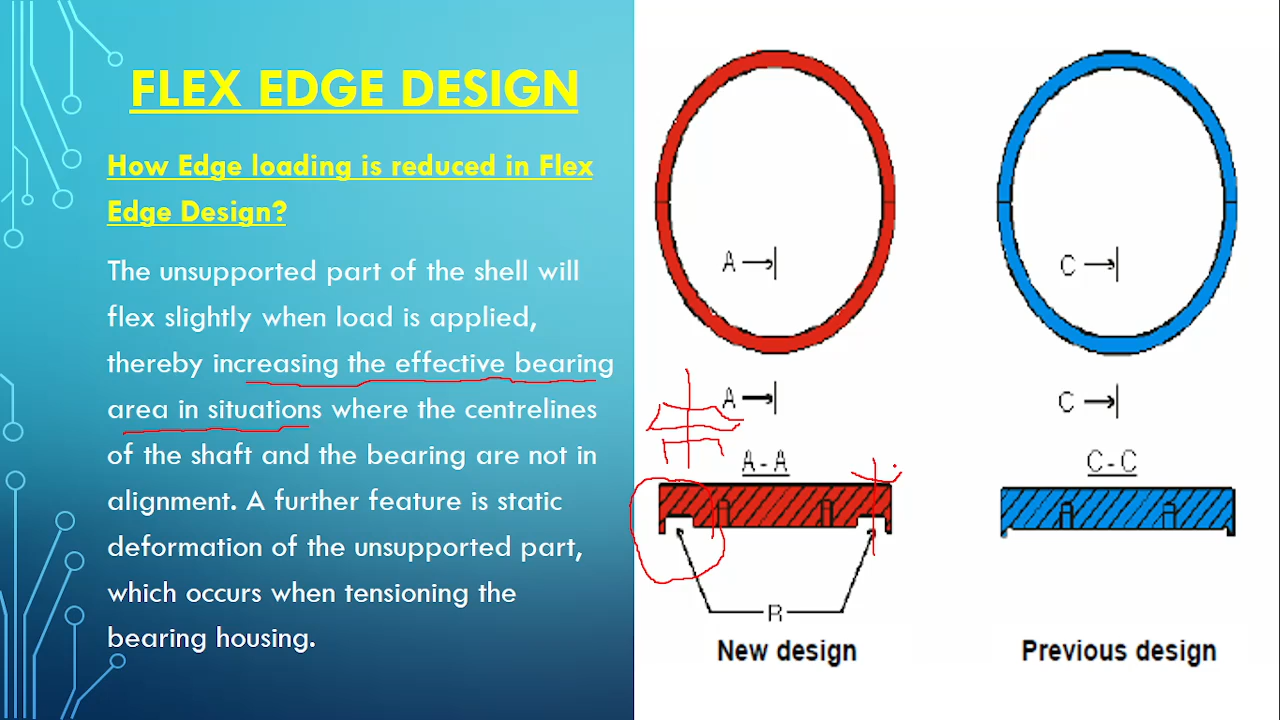 FLEX EDGE DESIGN
How Edge loading is reduced in Flex
Edge Design?
The unsupported part of the shell will
flex slightly when load is applied,
thereby increasing the effective bearing
area in situations where the centrelines
of the shaft and the bearing are not in
alignment. A further feature is static
deformation of the unsupported part,
which occurs when tensioning the
bearing housing.
A
A
A - A
B
New design
C
C
C - C
Previous design